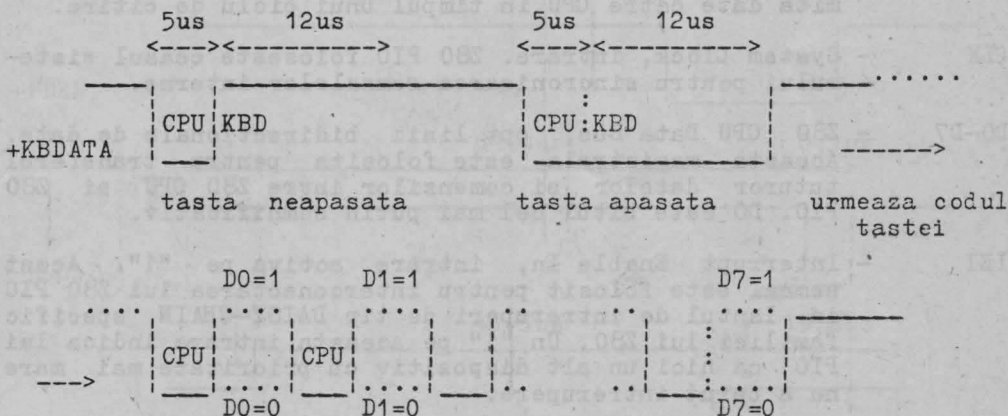 5us 12us 5us 12us
CPU KBD CPU KBD
+KBDATA
tasta neapasata tasta apasata urmeaza codul
tastei
D0=1 D1=1 D7=1
CPU CPU
D0=0 D1=0 D7=0